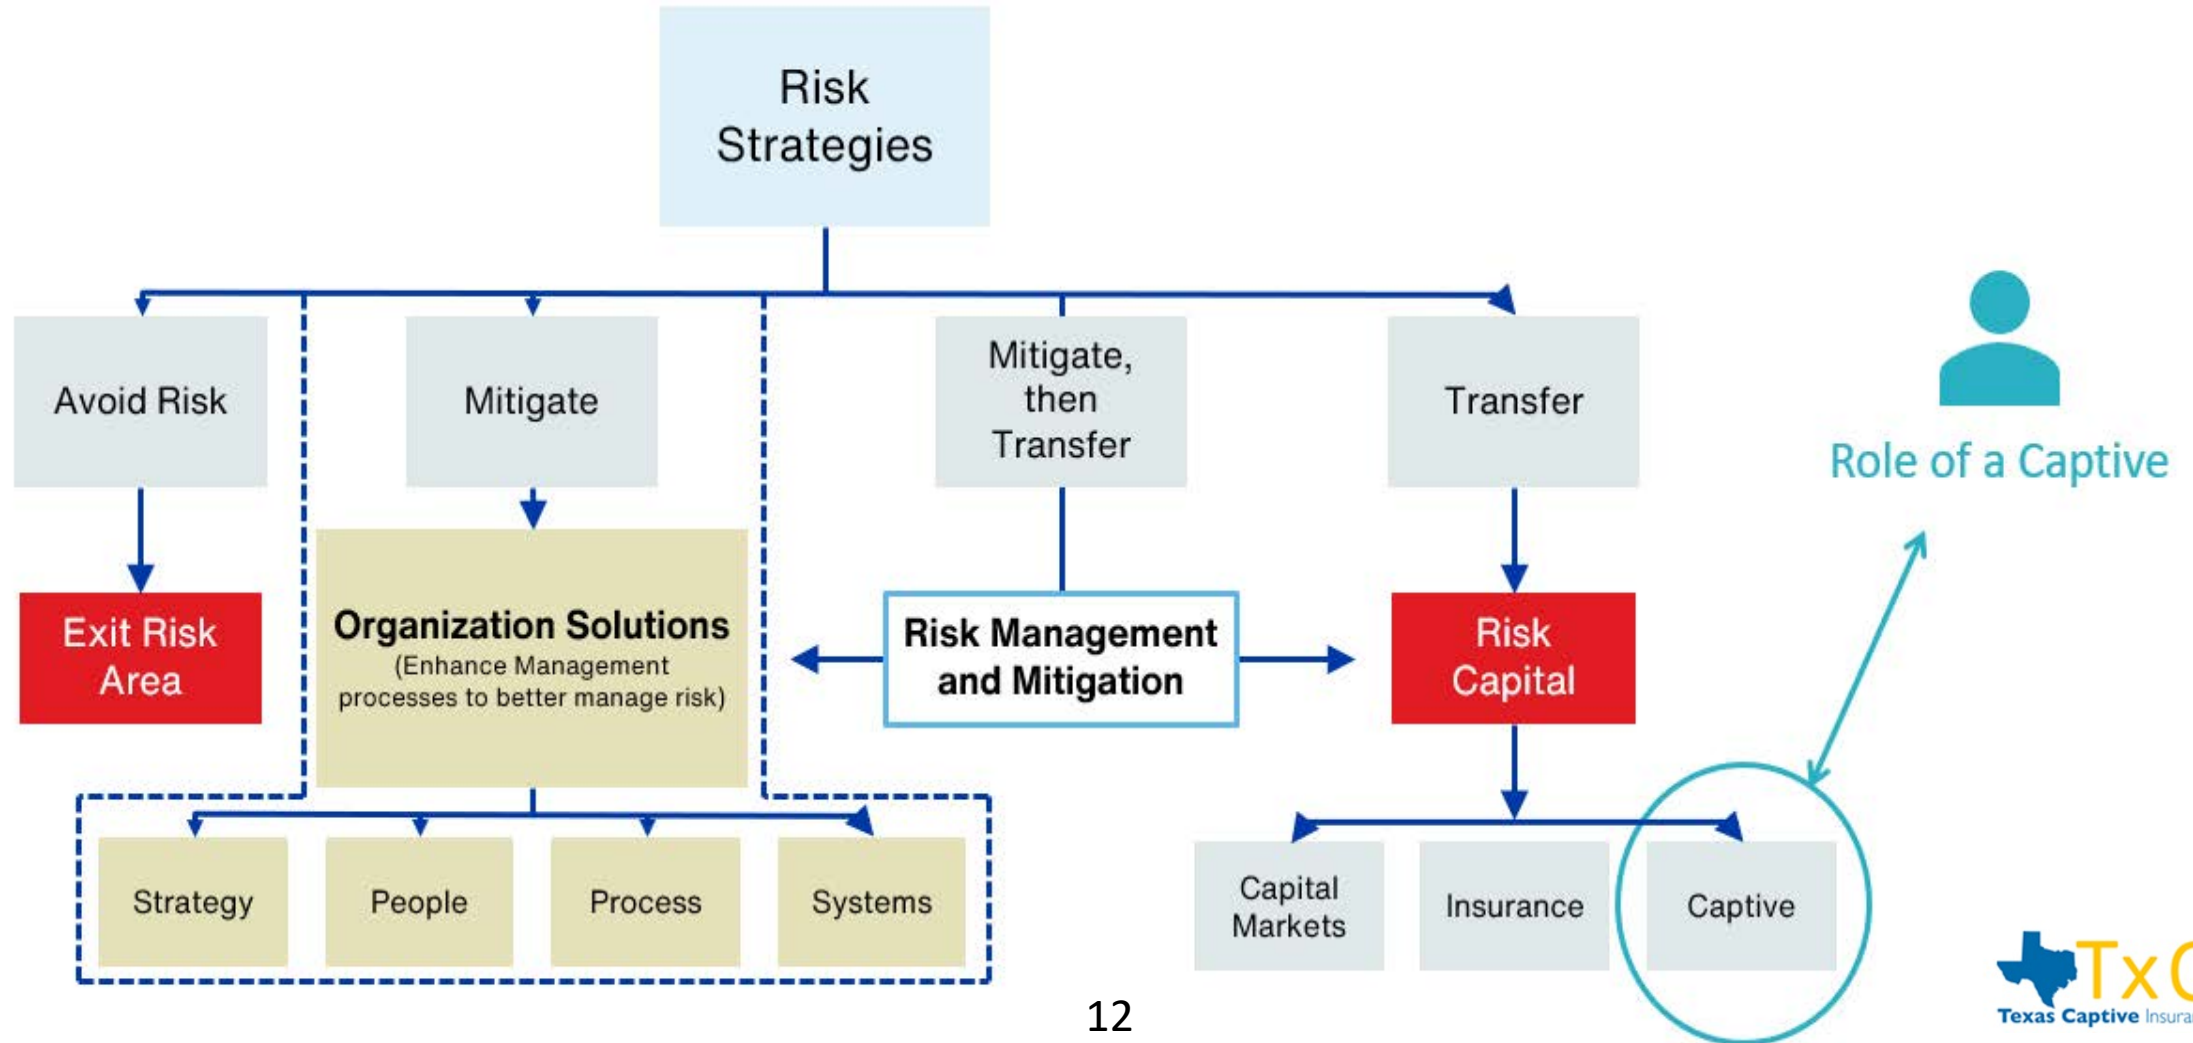 Risk
Strategies
Avoid Risk
Mitigate
Mitigate,
then
Transfer
Transfer
Role of a Captive
Exit Risk
Area
Organization Solutions
(Enhance Management
processes to better manage risk)
Risk Management
and Mitigation
Risk
Capital
Strategy
People
Process
Systems
Capital
Markets
Insurance
Captive
12
Texas Captive